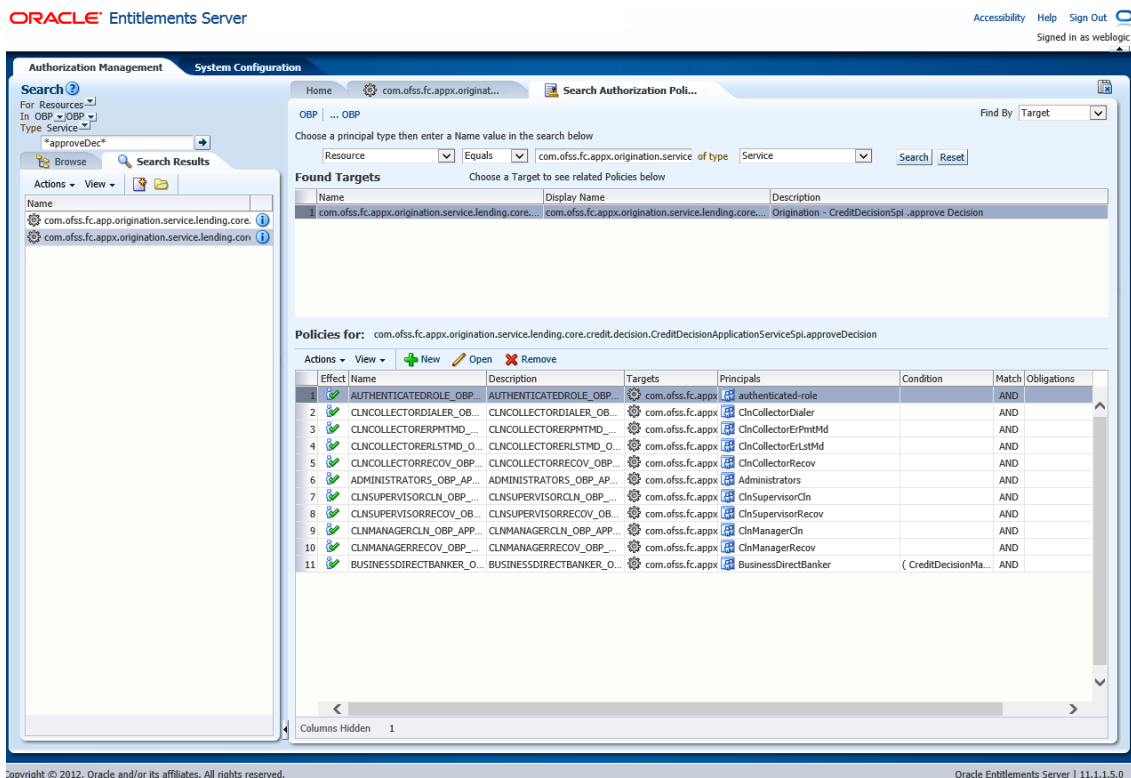 ORACLE Entitlements Server
Accessibility Help Sign Out
Signed in as weblogic
Authorization Management System Configuration
Search
For Resources
In OBP OBP
Type Service
*approveDec*
Browse Search Results
Actions View
Name
com.ofss.fc.app.origination.service.lending.core.
com.ofss.fc.appx.origination.service.lending.core
Home com.ofss.fc.appx.originat... Search Authorization Poli...
OBP ... OBP
Find By Target
Choose a principal type then enter a Name value in the search below
Resource Equals com.ofss.fc.appx.origination.service of type Service Search Reset
Found Targets Choose a Target to see related Policies below
Name Display Name Description
1 com.ofss.fc.appx.origination.service.lending.core.... com.ofss.fc.appx.origination.service.lending.core.... Origination - CreditDecisionSpi .approve Decision
Policies for: com.ofss.fc.appx.origination.service.lending.core.credit.decision.CreditDecisionApplicationServiceSpi.approveDecision
Actions View New Open Remove
Effect Name Description Targets Principals Condition Match Obligations
1 AUTHENTICATEDROLE_OBP... AUTHENTICATEDROLE_OBP... com.ofss.fc.appx authenticated-role AND
2 CLNCOLLECTORDIALER_OB... CLNCOLLECTORDIALER_OB... com.ofss.fc.appx ClnCollectorDialer AND
3 CLNCOLLECTORERPMTMD_... CLNCOLLECTORERPMTMD_... com.ofss.fc.appx ClnCollectorErPmtMd AND
4 CLNCOLLECTORERLSTMD_O... CLNCOLLECTORERLSTMD_O... com.ofss.fc.appx ClnCollectorErLstMd AND
5 CLNCOLLECTORRECOV_OBP... CLNCOLLECTORRECOV_OBP... com.ofss.fc.appx ClnCollectorRecov AND
6 ADMINISTRATORS_OBP_AP... ADMINISTRATORS_OBP_AP... com.ofss.fc.appx Administrators AND
7 CLNSUPERVISORCLN_OBP_... CLNSUPERVISORCLN_OBP_... com.ofss.fc.appx ClnSupervisorCln AND
8 CLNSUPERVISORRECOV_OB... CLNSUPERVISORRECOV_OB... com.ofss.fc.appx ClnSupervisorRecov AND
9 CLNMANAGERCLN_OBP_APP... CLNMANAGERCLN_OBP_APP... com.ofss.fc.appx ClnManagerCln AND
10 CLNMANAGERRECOV_OBP_... CLNMANAGERRECOV_OBP_... com.ofss.fc.appx ClnManagerRecov AND
11 BUSINESSDIRECTBANKER_O... BUSINESSDIRECTBANKER_O... com.ofss.fc.appx BusinessDirectBanker ( CreditDecisionMa... AND
Columns Hidden 1
Copyright © 2012, Oracle and/or its affiliates. All rights reserved.
Oracle Entitlements Server | 11.1.1.5.0